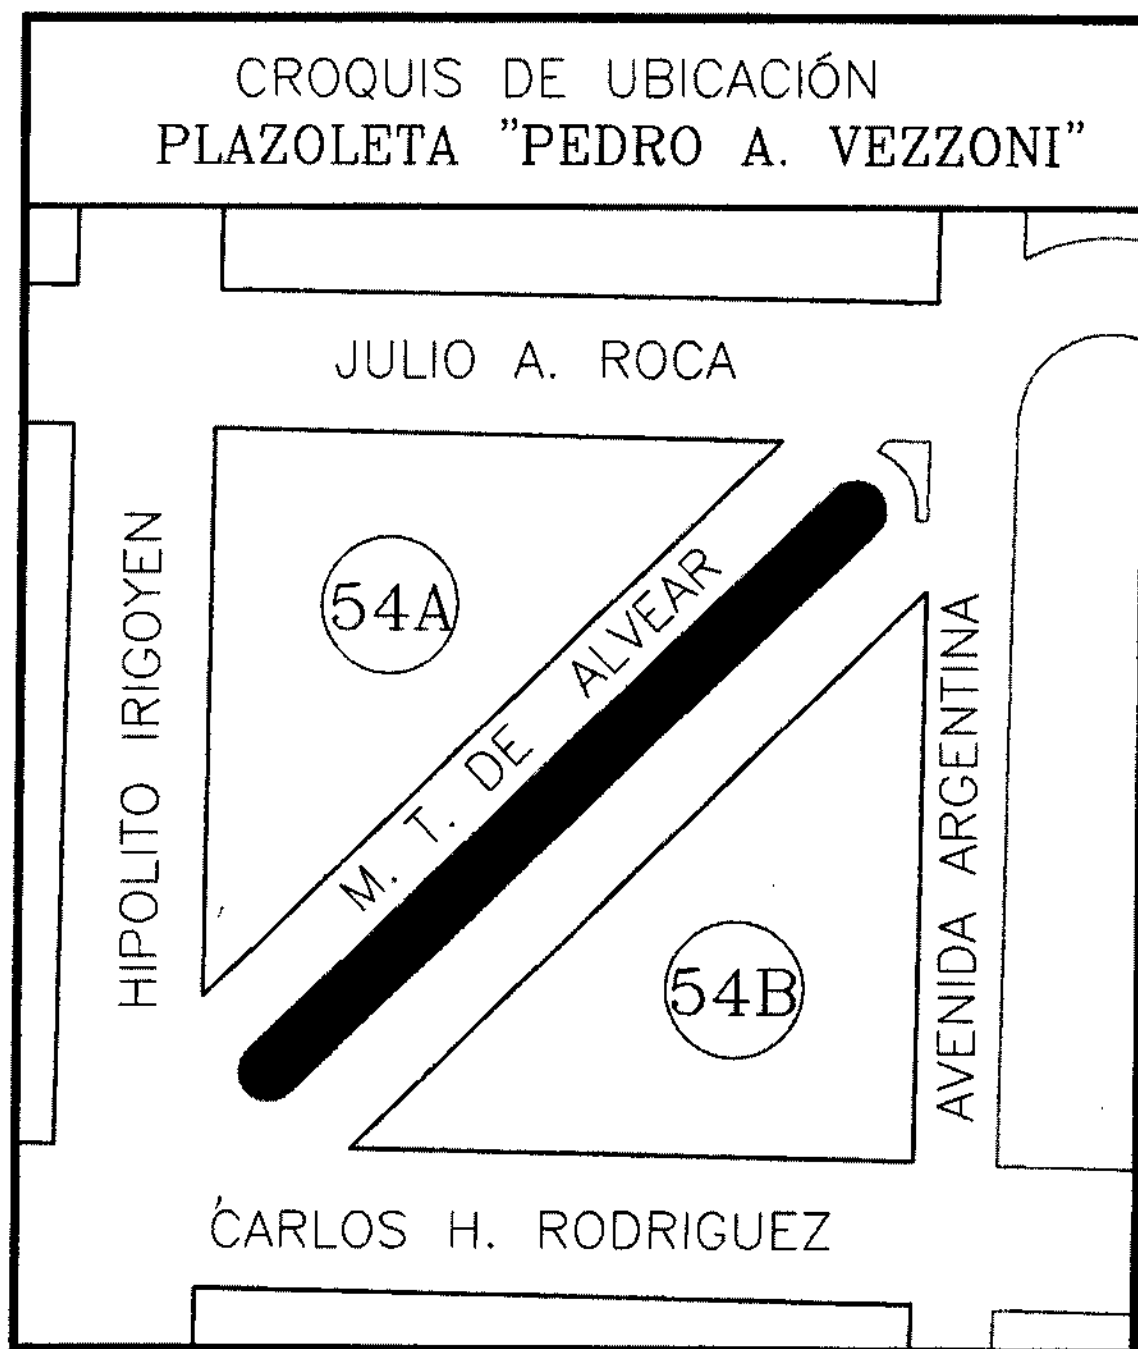 CROQUIS DE UBICACIÓN
PLAZOLETA "PEDRO A. VEZZONI"
JULIO A. ROCA
HIPOLITO IRIGOYEN
54A
M. T. DE ALVEAR
54B
AVENIDA ARGENTINA
CARLOS H. RODRIGUEZ